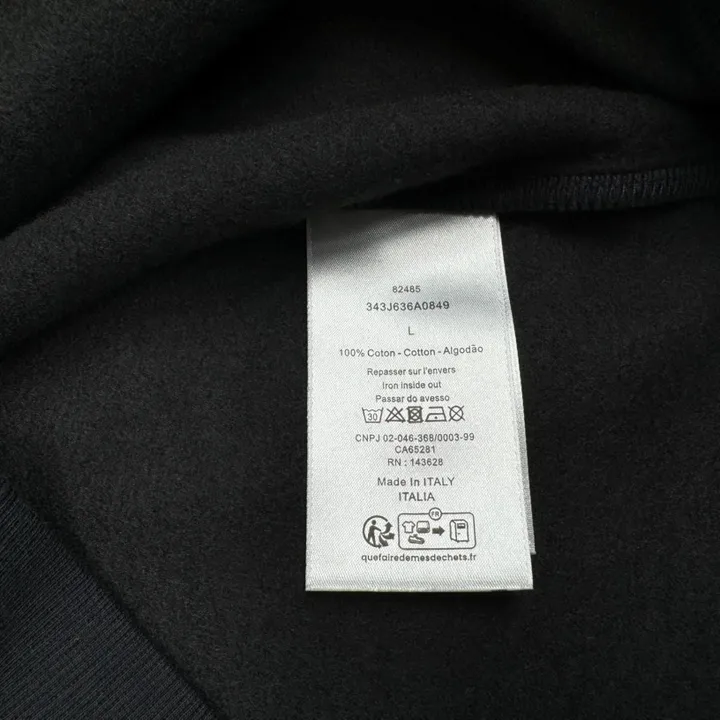 82485
343J636A0849
L
100% Coton - Cotton - Algodão
Repasser sur l'envers
Iron inside out
Passar do avesso
30
CNPJ 02-046-368/0003-99
CA65281
RN : 143628
Made In ITALY
ITALIA
FR
quefairedemesdechets.fr